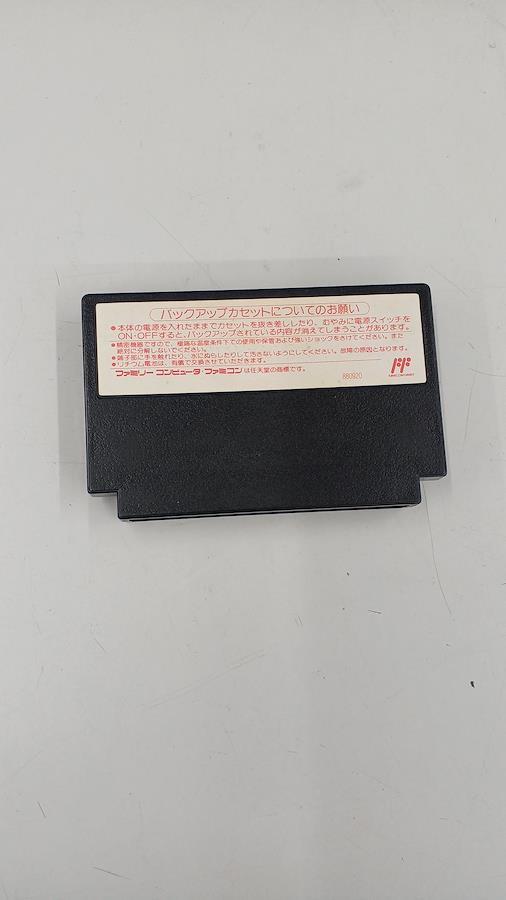 バックアップカセットについてのお願い
●本体の電源を入れたままでカセットを抜き差ししたり、むやみに電源スイッチを
ON・OFFすると、バックアップされている内容が消えてしまうことがあります。
●精密機器ですので、極端な温度条件下での使用や保管および強いショックをさけてください。また
絶対に分解しないでください。
●端子部に手を触れたり、水にぬらしたりして汚さないようにしてください。故障の原因となります。
●リチウム電池は、有償で交換させていただきます。
ファミリーコンピュータ・ファミコンは任天堂の商標です。
880920